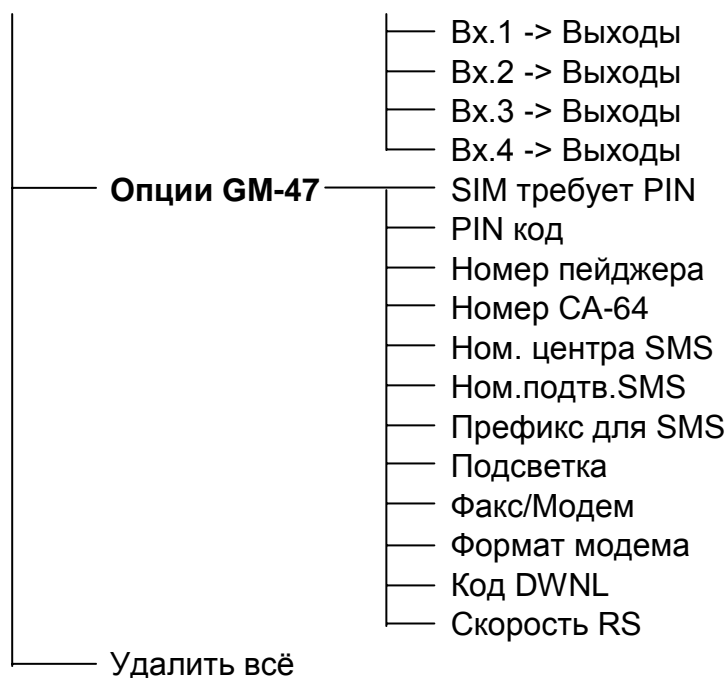 Вх.1 -> Выходы
Вх.2 -> Выходы
Вх.3 -> Выходы
Вх.4 -> Выходы
Опции GM-47 SIM требует PIN
PIN код
Номер пейджера
Номер CA-64
Ном. центра SMS
Ном.подтв.SMS
Префикс для SMS
Подсветка
Факс/Модем
Формат модема
Код DWNL
Скорость RS
Удалить всё